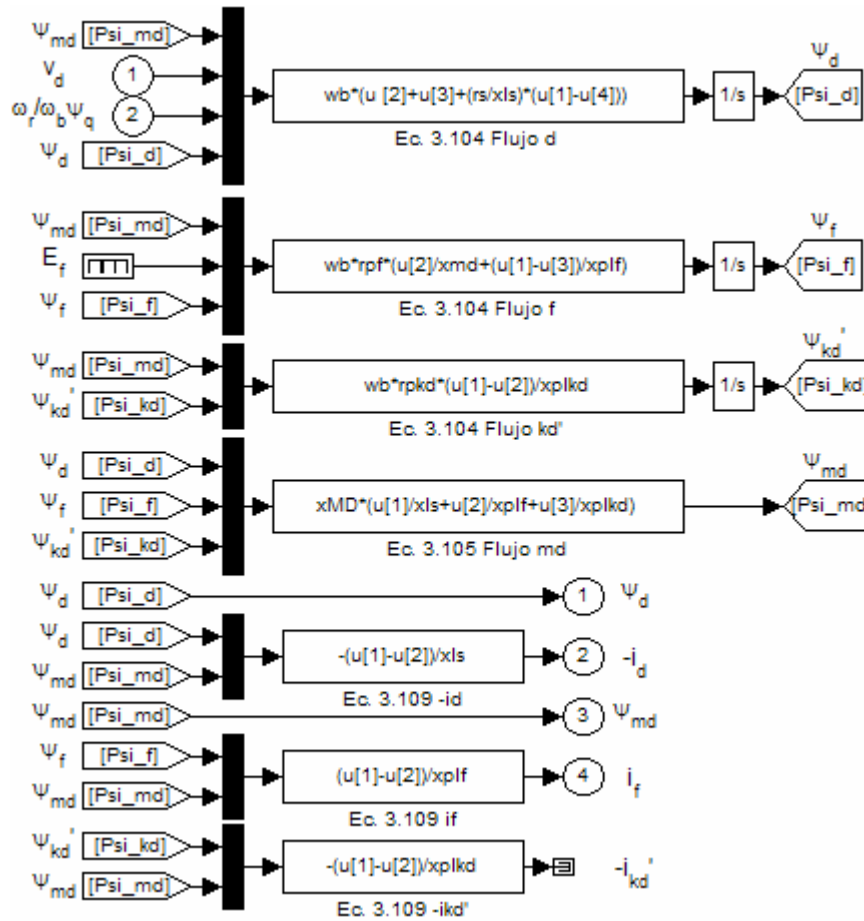 Ψmd [Psi_md]
vd 1
ωr/ωbΨq 2
Ψd [Psi_d]
wb*(u [2]+u[3]+(rs/xls)*(u[1]-u[4]))
1/s
Ψd
[Psi_d]
Ec. 3.104 Flujo d
Ψmd [Psi_md]
Ef
Ψf [Psi_f]
wb*rpf*(u[2]/xmd+(u[1]-u[3])/xplf)
1/s
Ψf
[Psi_f]
Ec. 3.104 Flujo f
Ψmd [Psi_md]
Ψkd' [Psi_kd]
wb*rpkd*(u[1]-u[2])/xplkd
1/s
Ψkd'
[Psi_kd]
Ec. 3.104 Flujo kd'
Ψd [Psi_d]
Ψf [Psi_f]
Ψkd' [Psi_kd]
xMD*(u[1]/xls+u[2]/xplf+u[3]/xplkd)
Ψmd
[Psi_md
Ec. 3.105 Flujo md
Ψd [Psi_d] 1 Ψd
Ψd [Psi_d]
Ψmd [Psi_md]
-(u[1]-u[2])/xls
2 -id
Ec. 3.109 -id
Ψmd [Psi_md] 3 Ψmd
Ψf [Psi_f]
Ψmd [Psi_md]
(u[1]-u[2])/xplf
4 if
Ec. 3.109 if
Ψkd' [Psi_kd]
Ψmd [Psi_md]
-(u[1]-u[2])/xplkd
-ikd'
Ec. 3.109 -ikd'